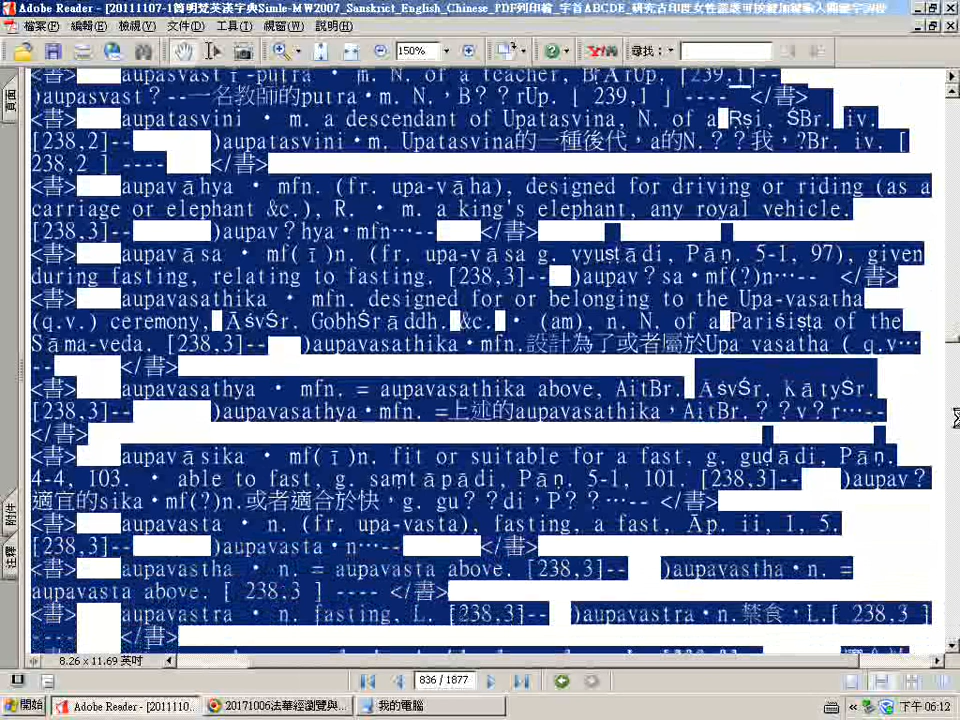 Adobe Reader - [20111107-1簡明梵英漢字典Simle-MW2007_Sanskrit_English_Chinese_PDF列印檔_字首ABCDE_研究古印度女性
檔案(F) 編輯(E) 檢視(V) 文件(D) 工具(T) 視窗(W) 說明(H)
150% 尋找：
<書> aupasvastī-putra • m. N. of a teacher, BṛĀrUp. [239,1]--
)aupasvast？--一名教師的putra•m. N.，B？？rUp. [ 239,1 ] ---- </書>
<書> aupatasvini • m. a descendant of Upatasvina, N. of a Ṛṣi, ŚBr. iv.
[238,2]-- )aupatasvini•m. Upatasvina的一種後代，a的N.？？我，?Br. iv. [
238,2 ] ---- </書>
<書> aupavāhya • mfn. (fr. upa-vāha), designed for driving or riding (as a
carriage or elephant &c.), R. • m. a king's elephant, any royal vehicle.
[238,3]-- )aupav？hya•mfn…-- </書>
<書> aupavāsa • mf(ī)n. (fr. upa-vāsa g. vyuṣṭādi, Pāṇ. 5-1, 97), given
during fasting, relating to fasting. [238,3]-- )aupav？sa•mf(?)n…-- </書>
<書> aupavasathika • mfn. designed for or belonging to the Upa-vasatha
(q.v.) ceremony, ĀśvŚr. GobhŚrāddh. &c. • (am), n. N. of a Pariśiṣṭa of the
Sāma-veda. [238,3]-- )aupavasathika•mfn.設計為了或者屬於Upa vasatha ( q.v…
-- </書>
<書> aupavasathya • mfn. = aupavasathika above, AitBr. ĀśvŚr. KātyŚr.
[238,3]-- )aupavasathya•mfn. =上述的aupavasathika，AitBr.？？v？r…--
</書>
<書> aupavāsika • mf(ī)n. fit or suitable for a fast, g. guḍādi, Pāṇ.
4-4, 103. • able to fast, g. saṃtāpādi, Pāṇ. 5-1, 101. [238,3]-- )aupav？
適宜的sika•mf(?)n.或者適合於快，g. gu？？di，P？？…-- </書>
<書> aupavasta • n. (fr. upa-vasta), fasting, a fast, Āp. ii, 1, 5.
[238,3]-- )aupavasta•n…-- </書>
<書> aupavastha • n. = aupavasta above. [238,3]-- )aupavastha•n. =
aupavasta above. [ 238,3 ] ---- </書>
<書> aupavastra • n. fasting, L. [238,3]-- )aupavastra•n.禁食，L.[ 238,3 ]
---- </書>
頁面
附件
注釋
8.26 x 11.69 英吋
836 / 1877
開始 Adobe Reader - [2011110... 20171006法華經瀏覽與... 我的電腦 下午 06:12